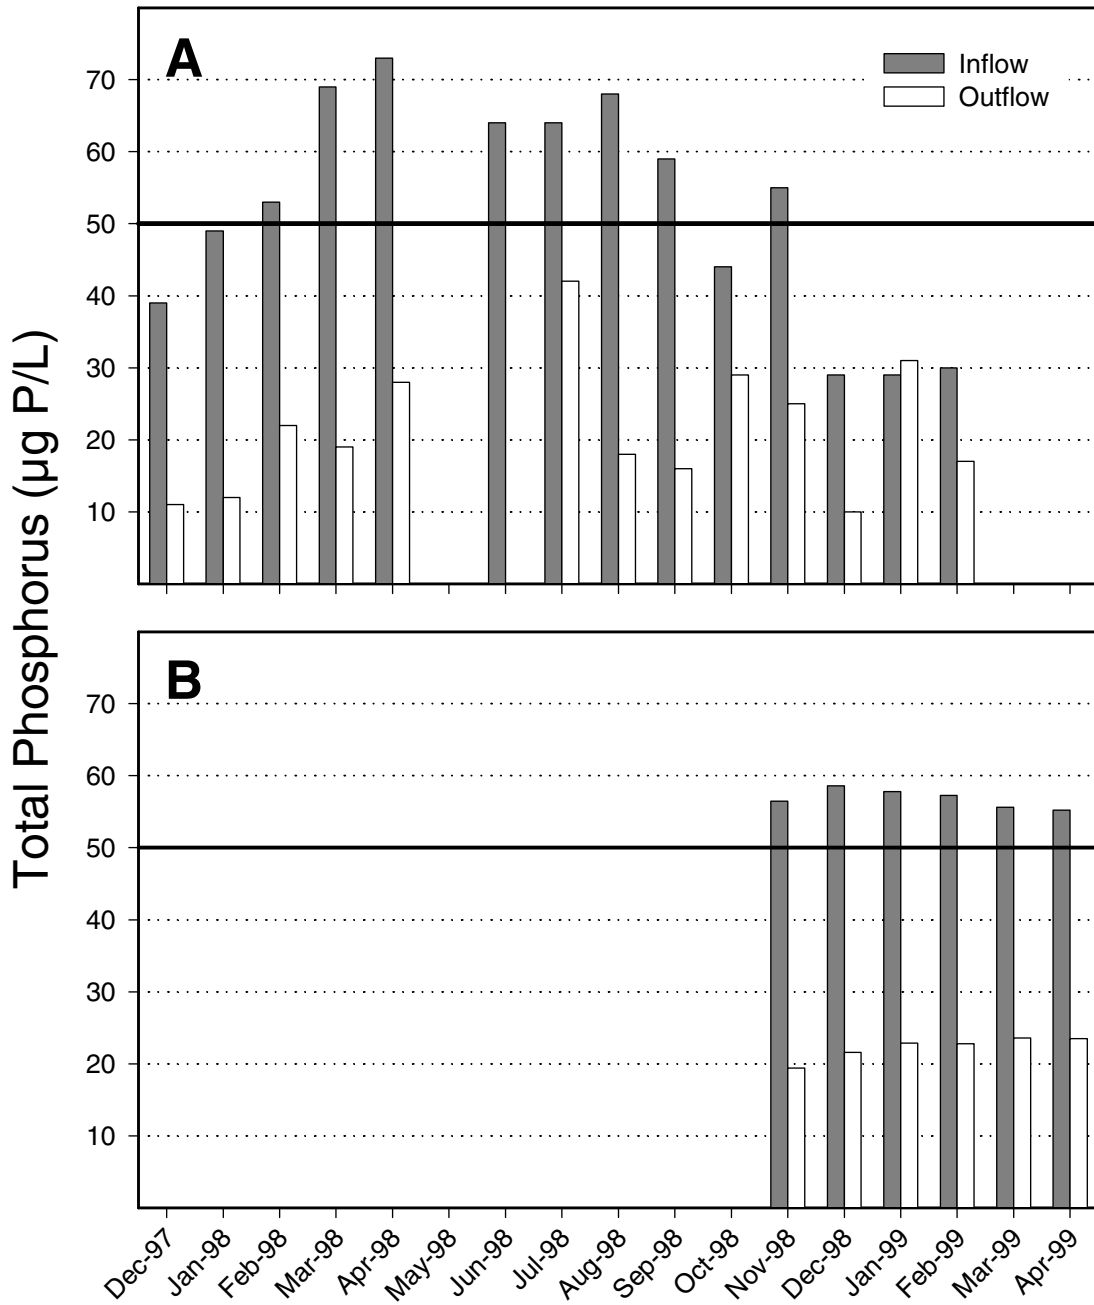 Total Phosphorus (µg P/L)
A
Inflow
Outflow
70
60
50
40
30
20
10
B
70
60
50
40
30
20
10
Dec-97
Jan-98
Feb-98
Mar-98
Apr-98
May-98
Jun-98
Jul-98
Aug-98
Sep-98
Oct-98
Nov-98
Dec-98
Jan-99
Feb-99
Mar-99
Apr-99